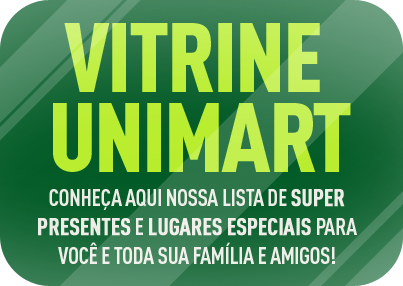 VITRINE
UNIMART
CONHEÇA AQUI NOSSA LISTA DE SUPER
PRESENTES E LUGARES ESPECIAIS PARA
VOCÊ E TODA SUA FAMÍLIA E AMIGOS!